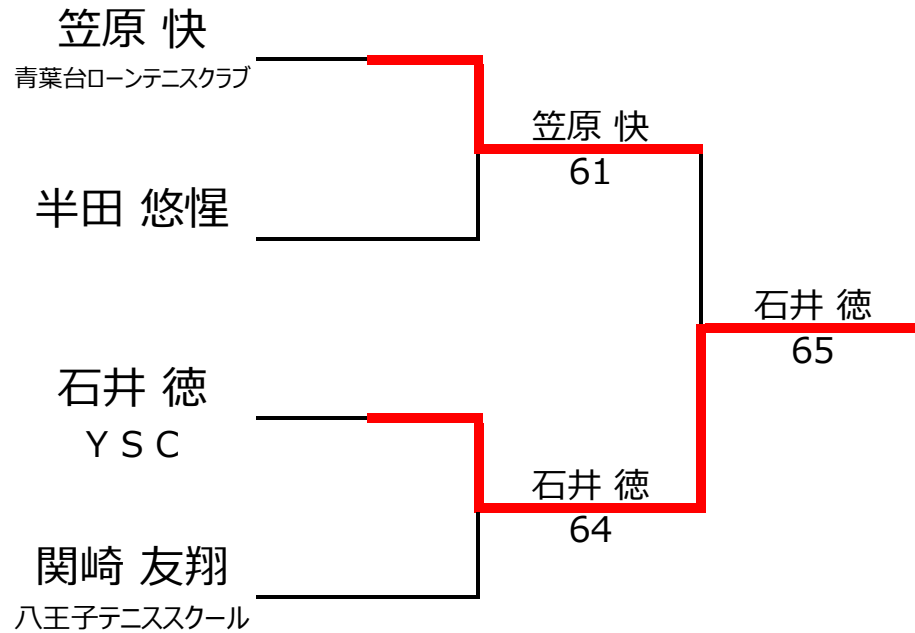 笠原 快
青葉台ローンテニスクラブ
笠原 快
61
半田 悠惺
石井 徳
65
石井 徳
ＹＳＣ
石井 徳
64
関崎 友翔
八王子テニススクール